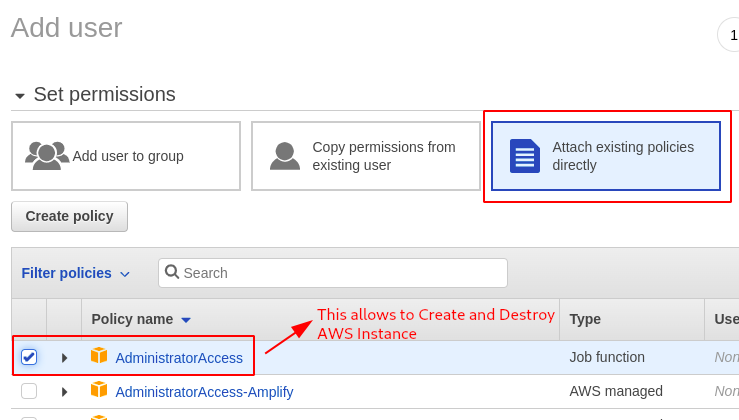 Add user
1
Set permissions
Add user to group
Copy permissions from
existing user
Attach existing policies
directly
Create policy
Filter policies
Search
Policy name
Type
Use
This allows to Create and Destroy
AWS Instance
AdministratorAccess
Job function
Non
AdministratorAccess-Amplify
AWS managed
Non